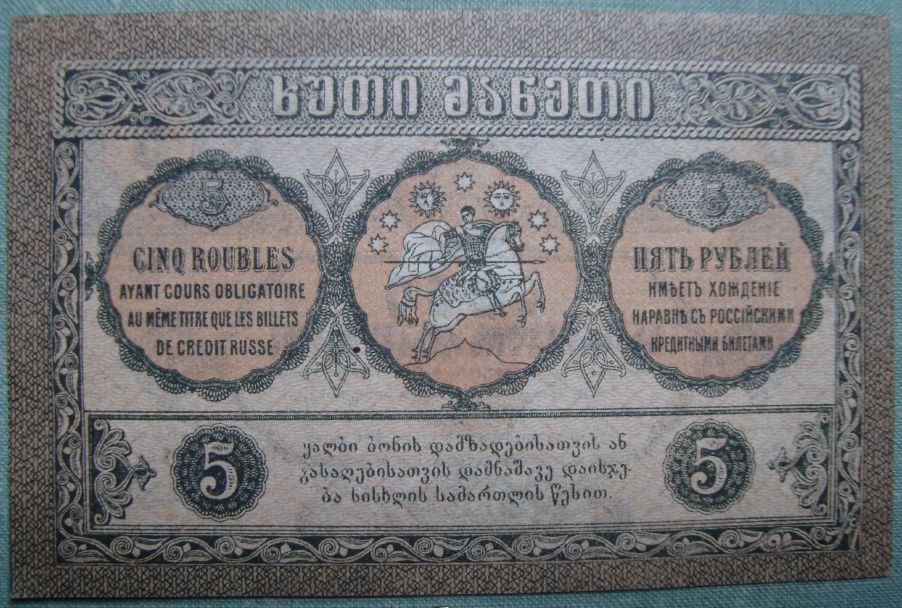 ხუთი მანეთი
5
CINQ ROUBLES
AYANT COURS OBLIGATOIRE
AU MÊME TITRE QUE LES BILLETS
DE CREDIT RUSSE
5
ПЯТЬ РУБЛЕЙ
ИМѢЕТЪ ХОЖДЕНІЕ
НАРАВНѢ СЪ РОССІЙСКИМИ
КРЕДИТНЫМИ БИЛЕТАМИ
5
ყალბი ბონის დამზადებისათვის ან
გასაღებისათვის დამნაშავე დაისჯე-
ბა სისხლის სამართლის წესით.
5